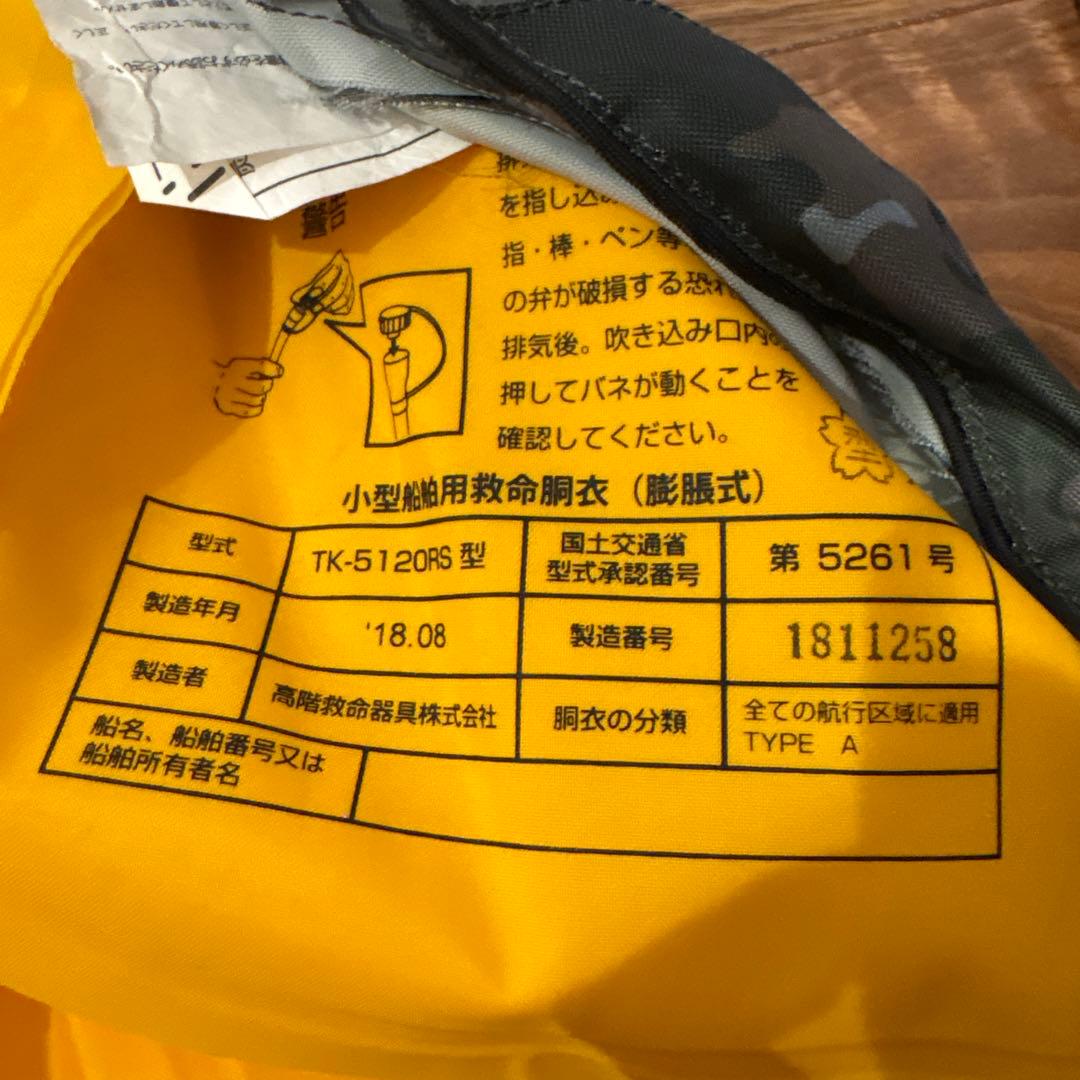 を指し込
指・棒・ペン等
の弁が破損する恐れ
排気後。吹き込み口内の
押してバネが動くことを
確認してください。
小型船舶用救命胴衣（膨脹式）
型式 TK-5120RS 型 国土交通省型式承認番号 第 5261 号
製造年月 '18.08 製造番号 1811258
製造者 高階救命器具株式会社 胴衣の分類 全ての航行区域に適用 TYPE A
船名、船舶番号又は
船舶所有者名